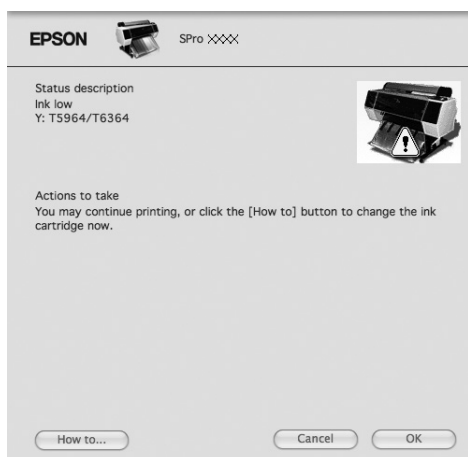 EPSON SPro XXXX
Status description
Ink low
Y: T5964/T6364
Actions to take
You may continue printing, or click the [How to] button to change the ink
cartridge now.
How to... Cancel OK